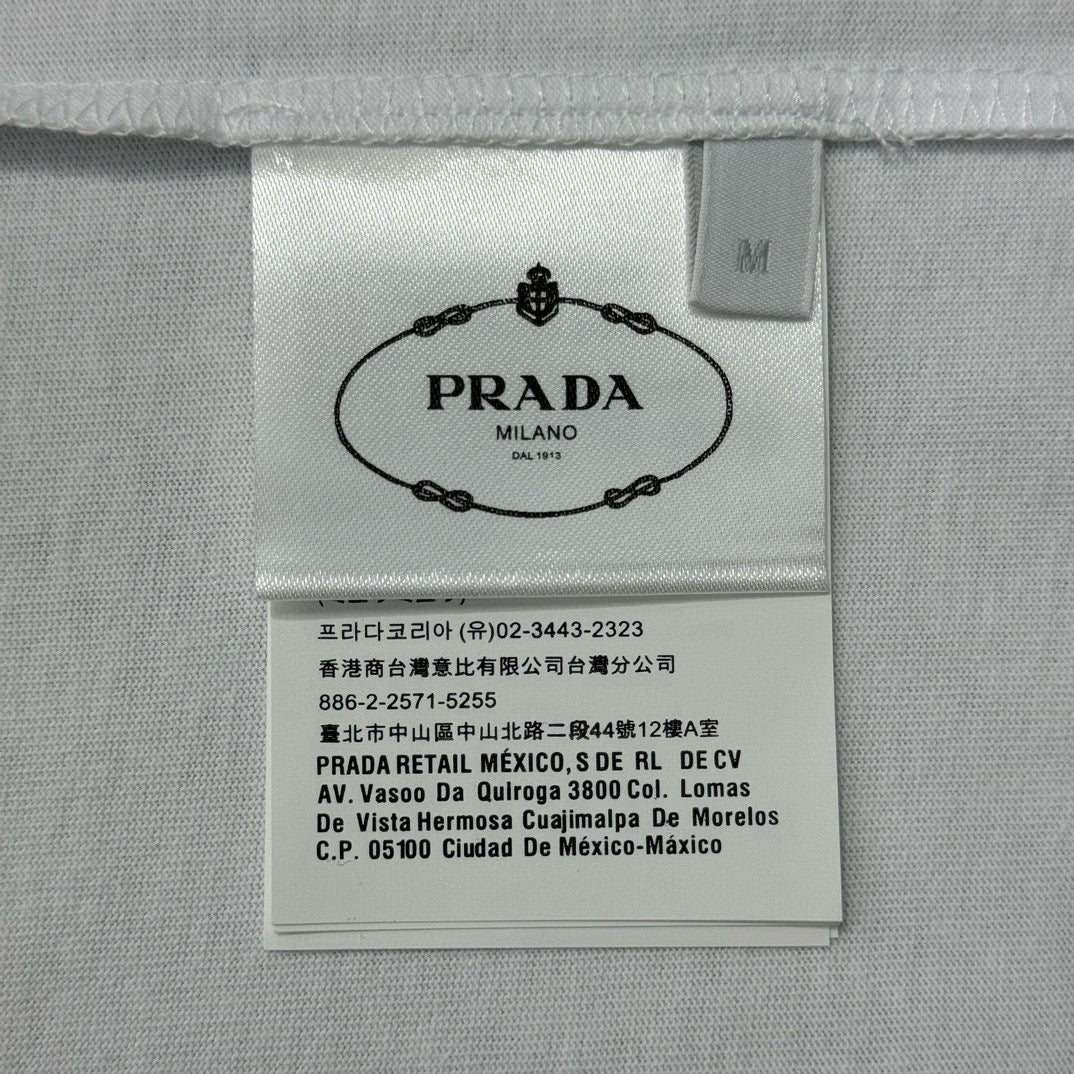 M
PRADA
MILANO
DAL 1913
프라다코리아 (유)02-3443-2323
香港商台灣意比有限公司台灣分公司
886-2-2571-5255
臺北市中山區中山北路二段44號12樓A室
PRADA RETAIL MÉXICO, S DE RL DE CV
AV. Vasoo Da Qulroga 3800 Col. Lomas
De Vista Hermosa Cuajimalpa De Morelos
C.P. 05100 Ciudad De México-Máxico